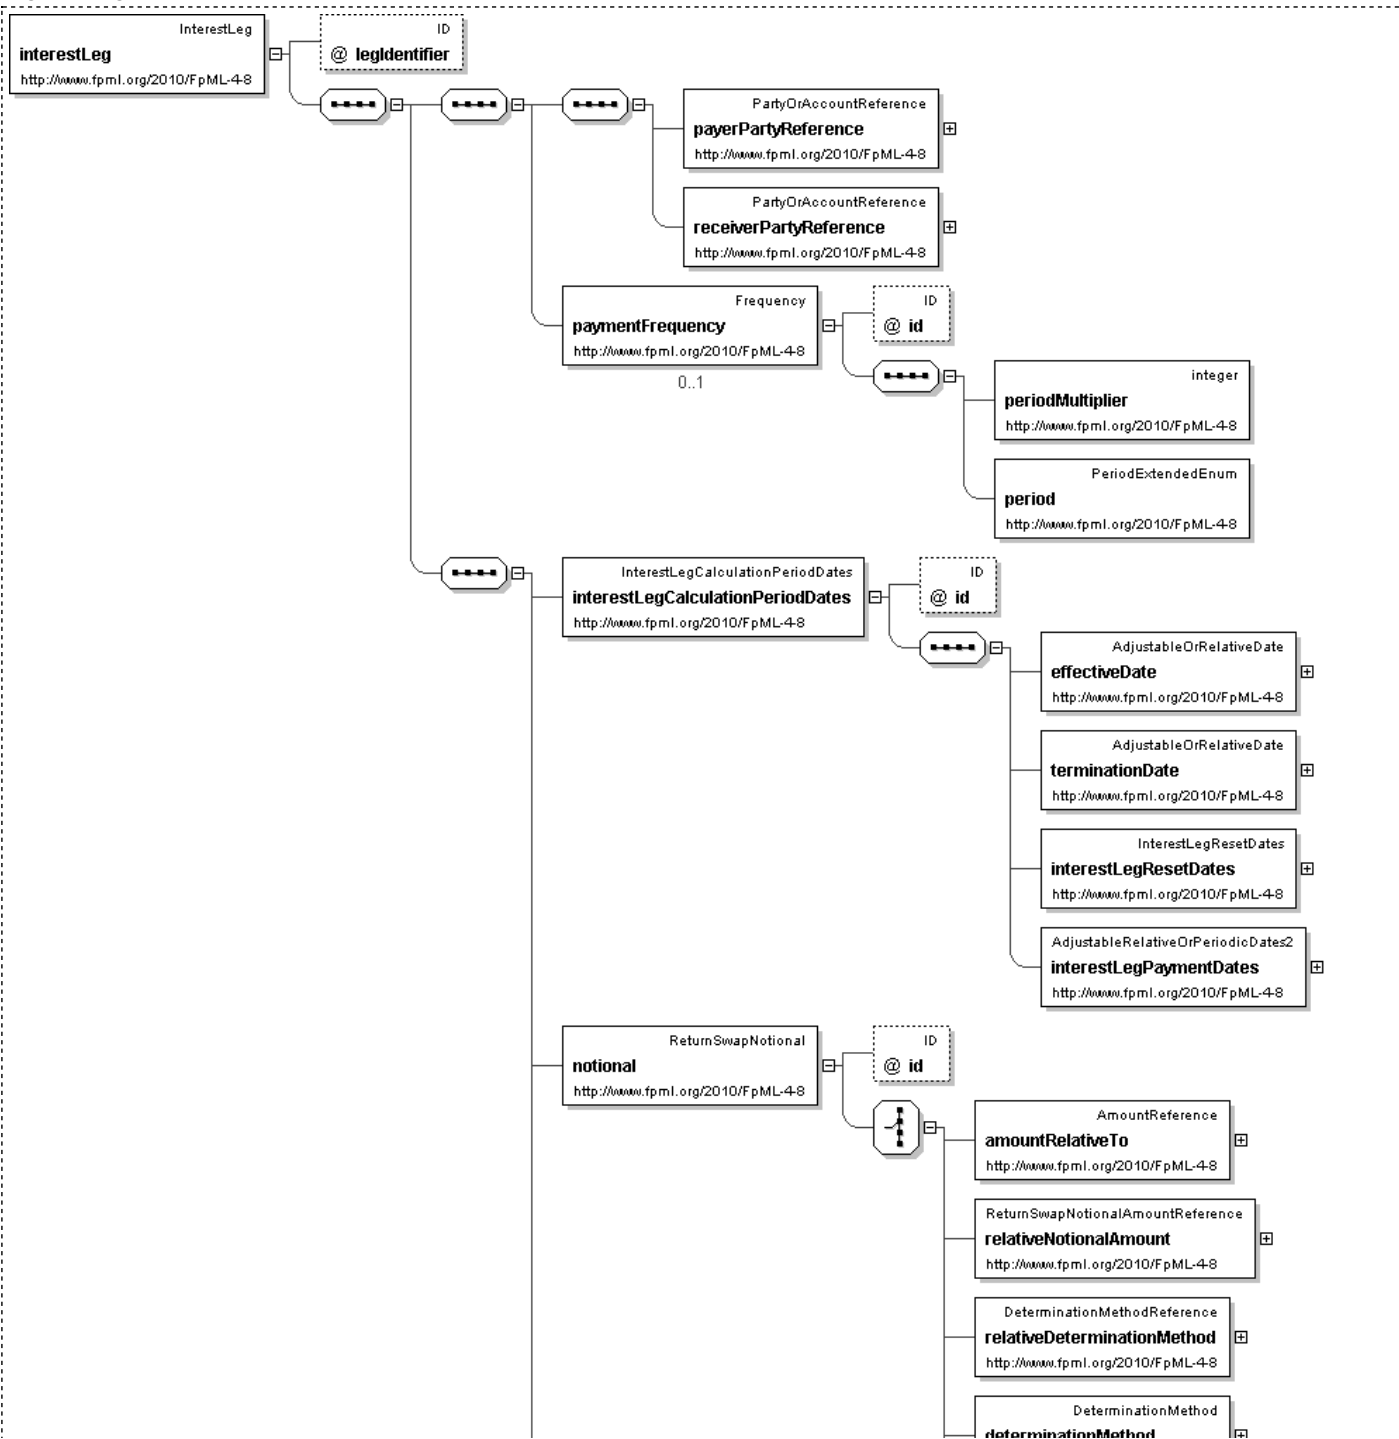 InterestLeg
interestLeg
http://www.fpml.org/2010/FpML-4-8
ID
@ legIdentifier
PartyOrAccountReference
payerPartyReference
http://www.fpml.org/2010/FpML-4-8
PartyOrAccountReference
receiverPartyReference
http://www.fpml.org/2010/FpML-4-8
Frequency
paymentFrequency
http://www.fpml.org/2010/FpML-4-8
0..1
ID
@ id
integer
periodMultiplier
http://www.fpml.org/2010/FpML-4-8
PeriodExtendedEnum
period
http://www.fpml.org/2010/FpML-4-8
InterestLegCalculationPeriodDates
interestLegCalculationPeriodDates
http://www.fpml.org/2010/FpML-4-8
ID
@ id
AdjustableOrRelativeDate
effectiveDate
http://www.fpml.org/2010/FpML-4-8
AdjustableOrRelativeDate
terminationDate
http://www.fpml.org/2010/FpML-4-8
InterestLegResetDates
interestLegResetDates
http://www.fpml.org/2010/FpML-4-8
AdjustableRelativeOrPeriodicDates2
interestLegPaymentDates
http://www.fpml.org/2010/FpML-4-8
ReturnSwapNotional
notional
http://www.fpml.org/2010/FpML-4-8
ID
@ id
AmountReference
amountRelativeTo
http://www.fpml.org/2010/FpML-4-8
ReturnSwapNotionalAmountReference
relativeNotionalAmount
http://www.fpml.org/2010/FpML-4-8
DeterminationMethodReference
relativeDeterminationMethod
http://www.fpml.org/2010/FpML-4-8
DeterminationMethod
determinationMethod